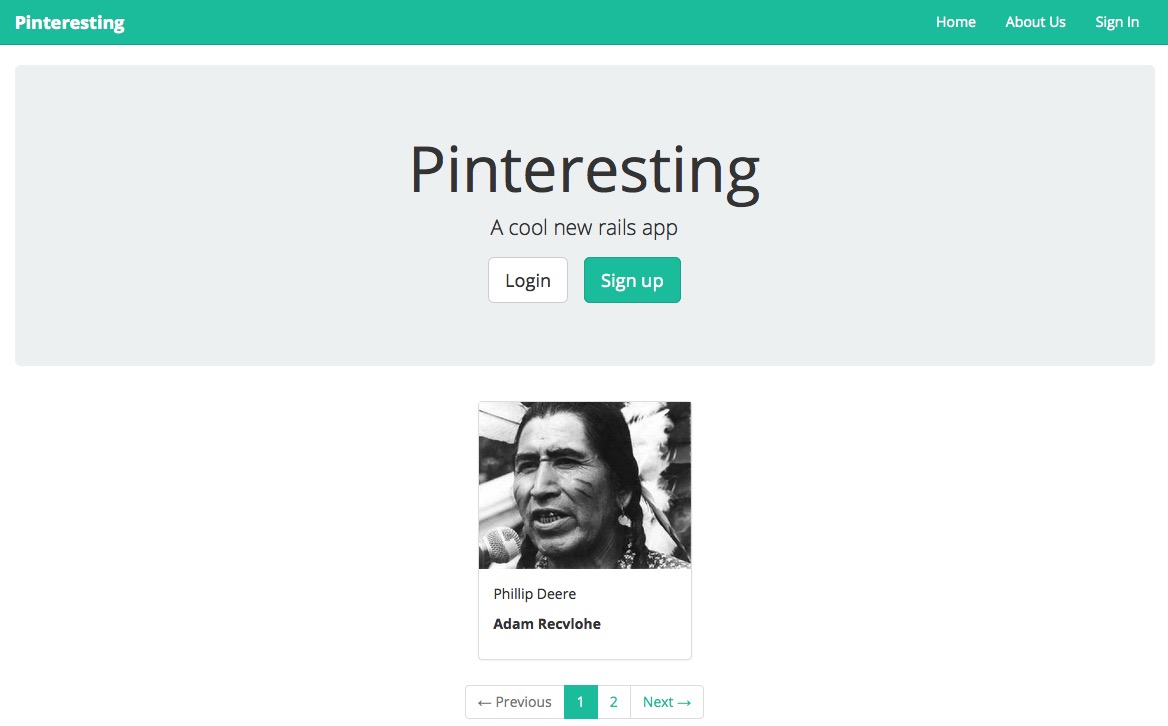 Pinteresting Home About Us Sign In
Pinteresting
A cool new rails app
Login Sign up
Phillip Deere
Adam Recvlohe
← Previous 1 2 Next →